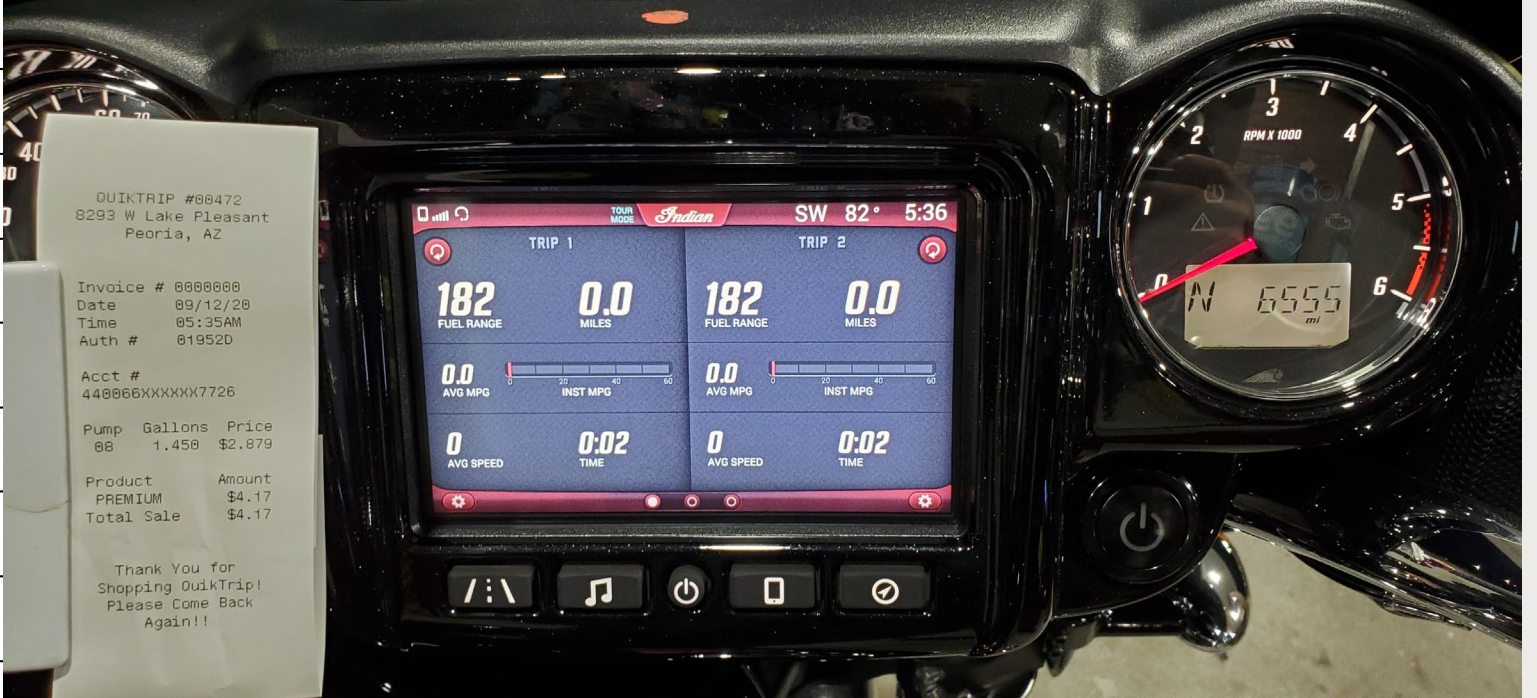 40
60
70
QUIKTRIP #00472
8293 W Lake Pleasant
Peoria, AZ
Invoice # 0000000
Date 09/12/20
Time 05:35AM
Auth # 01952D
Acct #
440066XXXXXX7726
Pump Gallons Price
08 1.450 $2.879
Product Amount
PREMIUM $4.17
Total Sale $4.17
Thank You for
Shopping QuikTrip!
Please Come Back
Again!!
TOUR
MODE
Indian
SW 82° 5:36
TRIP 1
182
FUEL RANGE
0.0
MILES
0.0
AVG MPG
0 20 40 60
INST MPG
0
AVG SPEED
0:02
TIME
TRIP 2
182
FUEL RANGE
0.0
MILES
0.0
AVG MPG
0 20 40 60
INST MPG
0
AVG SPEED
0:02
TIME
0 1 2 3 4 5 6
RPM X 1000
N 6555
mi